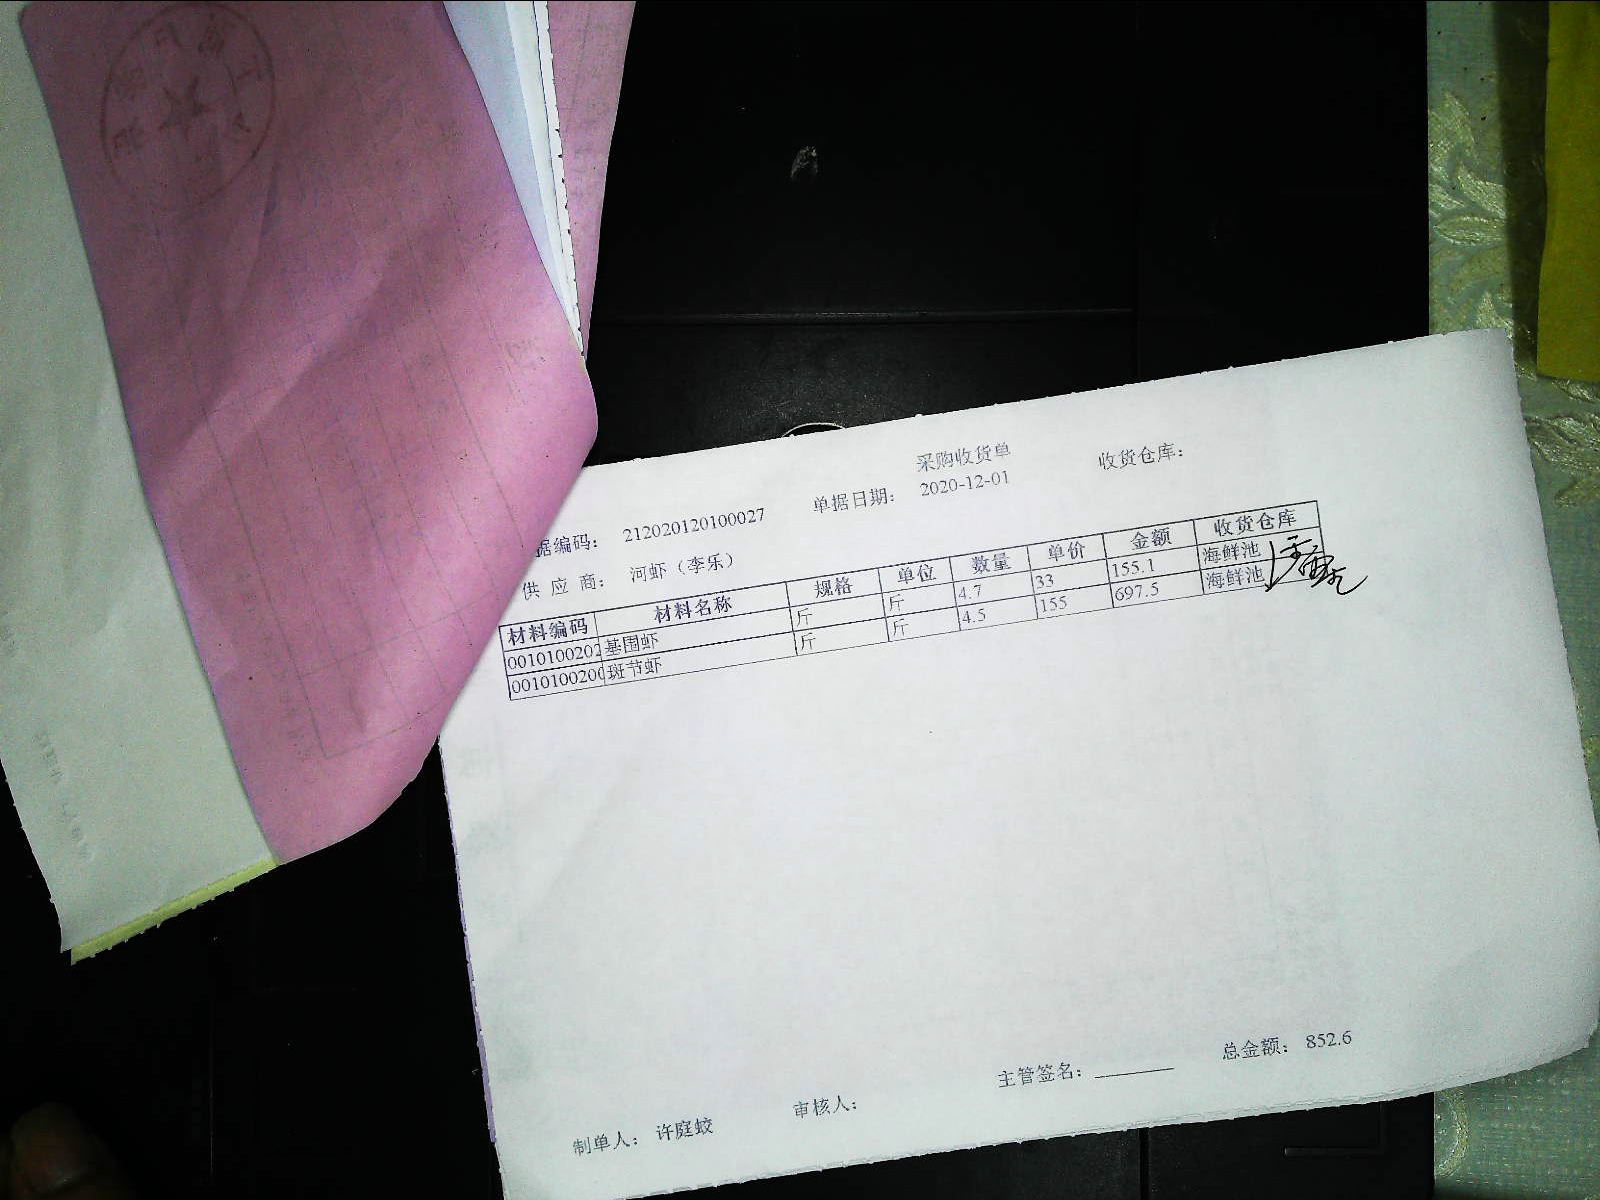 采购收货单
据编码： 212020120100027 单据日期： 2020-12-01 收货仓库：
供 应 商： 河虾（李乐）
材料编码 材料名称 规格 单位 数量 单价 金额 收货仓库
0010100202 基围虾 斤 斤 4.7 33 155.1 海鲜池
0010100200 斑节虾 斤 斤 4.5 155 697.5 海鲜池
制单人： 许庭蛟 审核人： 主管签名： 总金额： 852.6